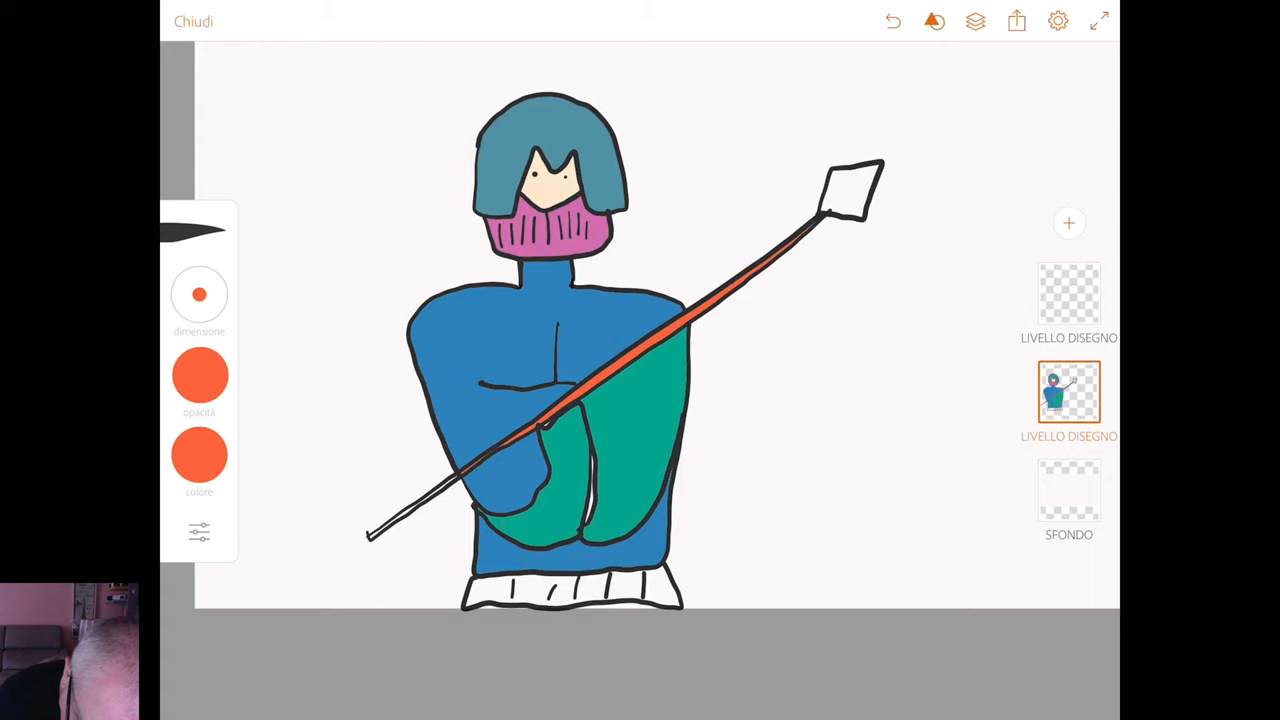 Chiudi
dimensione
opacità
colore
LIVELLO DISEGNO
LIVELLO DISEGNO
SFONDO